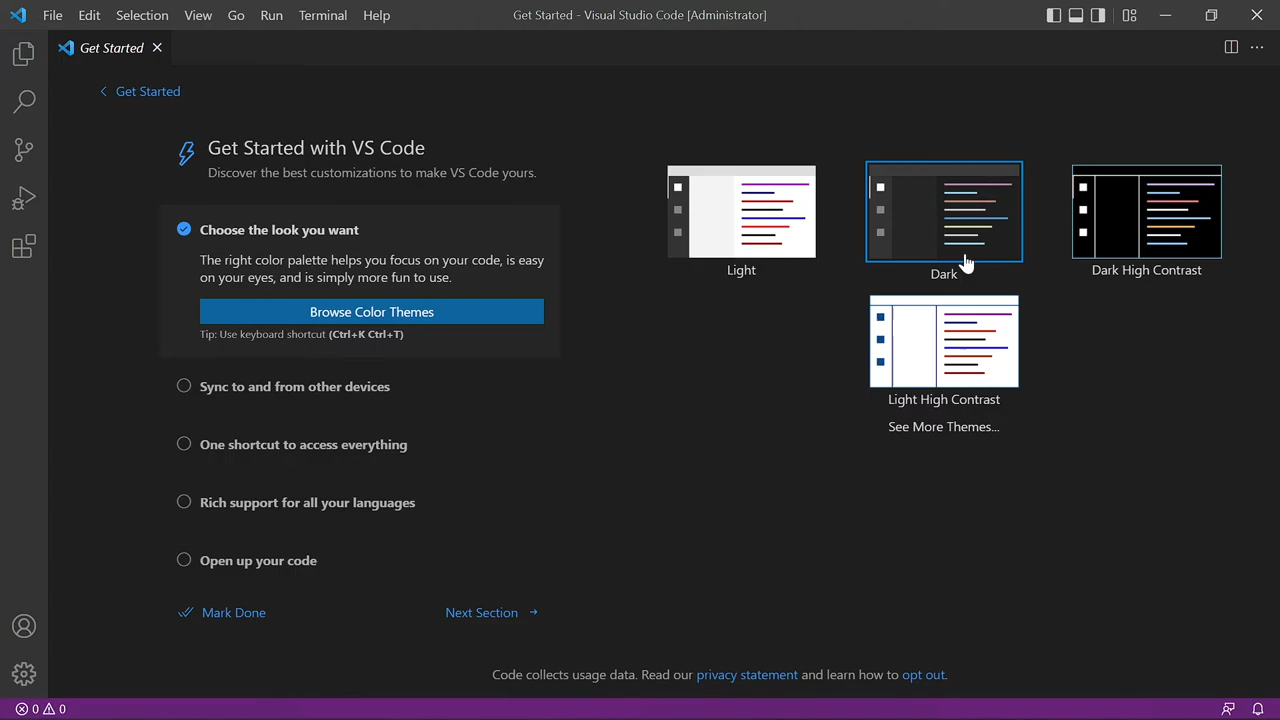 File Edit Selection View Go Run Terminal Help Get Started - Visual Studio Code [Administrator]
Get Started
Get Started
Get Started with VS Code
Discover the best customizations to make VS Code yours.
Choose the look you want
The right color palette helps you focus on your code, is easy
on your eyes, and is simply more fun to use.
Browse Color Themes
Tip: Use keyboard shortcut (Ctrl+K Ctrl+T)
Sync to and from other devices
One shortcut to access everything
Rich support for all your languages
Open up your code
Mark Done Next Section
Light
Dark
Dark High Contrast
Light High Contrast
See More Themes...
Code collects usage data. Read our privacy statement and learn how to opt out.
0 0